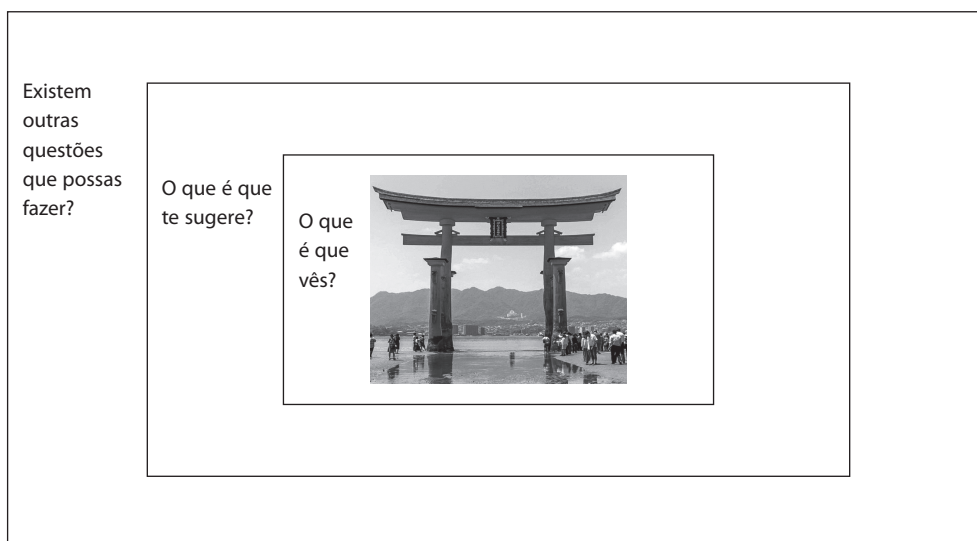 Existem
outras
questões
que possas
fazer?
O que é que
te sugere?
O que
é que
vês?